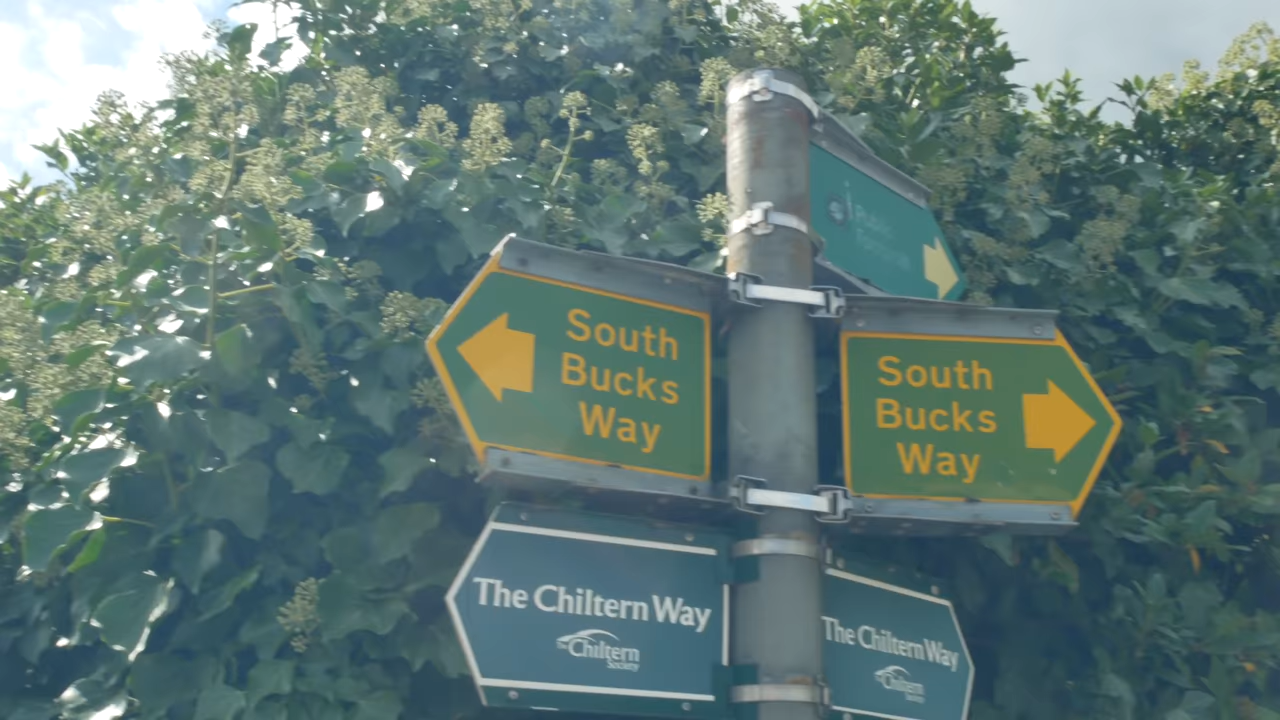 Public
Footpath
South
Bucks
Way
South
Bucks
Way
The Chiltern Way
The Chiltern
Society
The Chiltern Way
Chiltern
Society